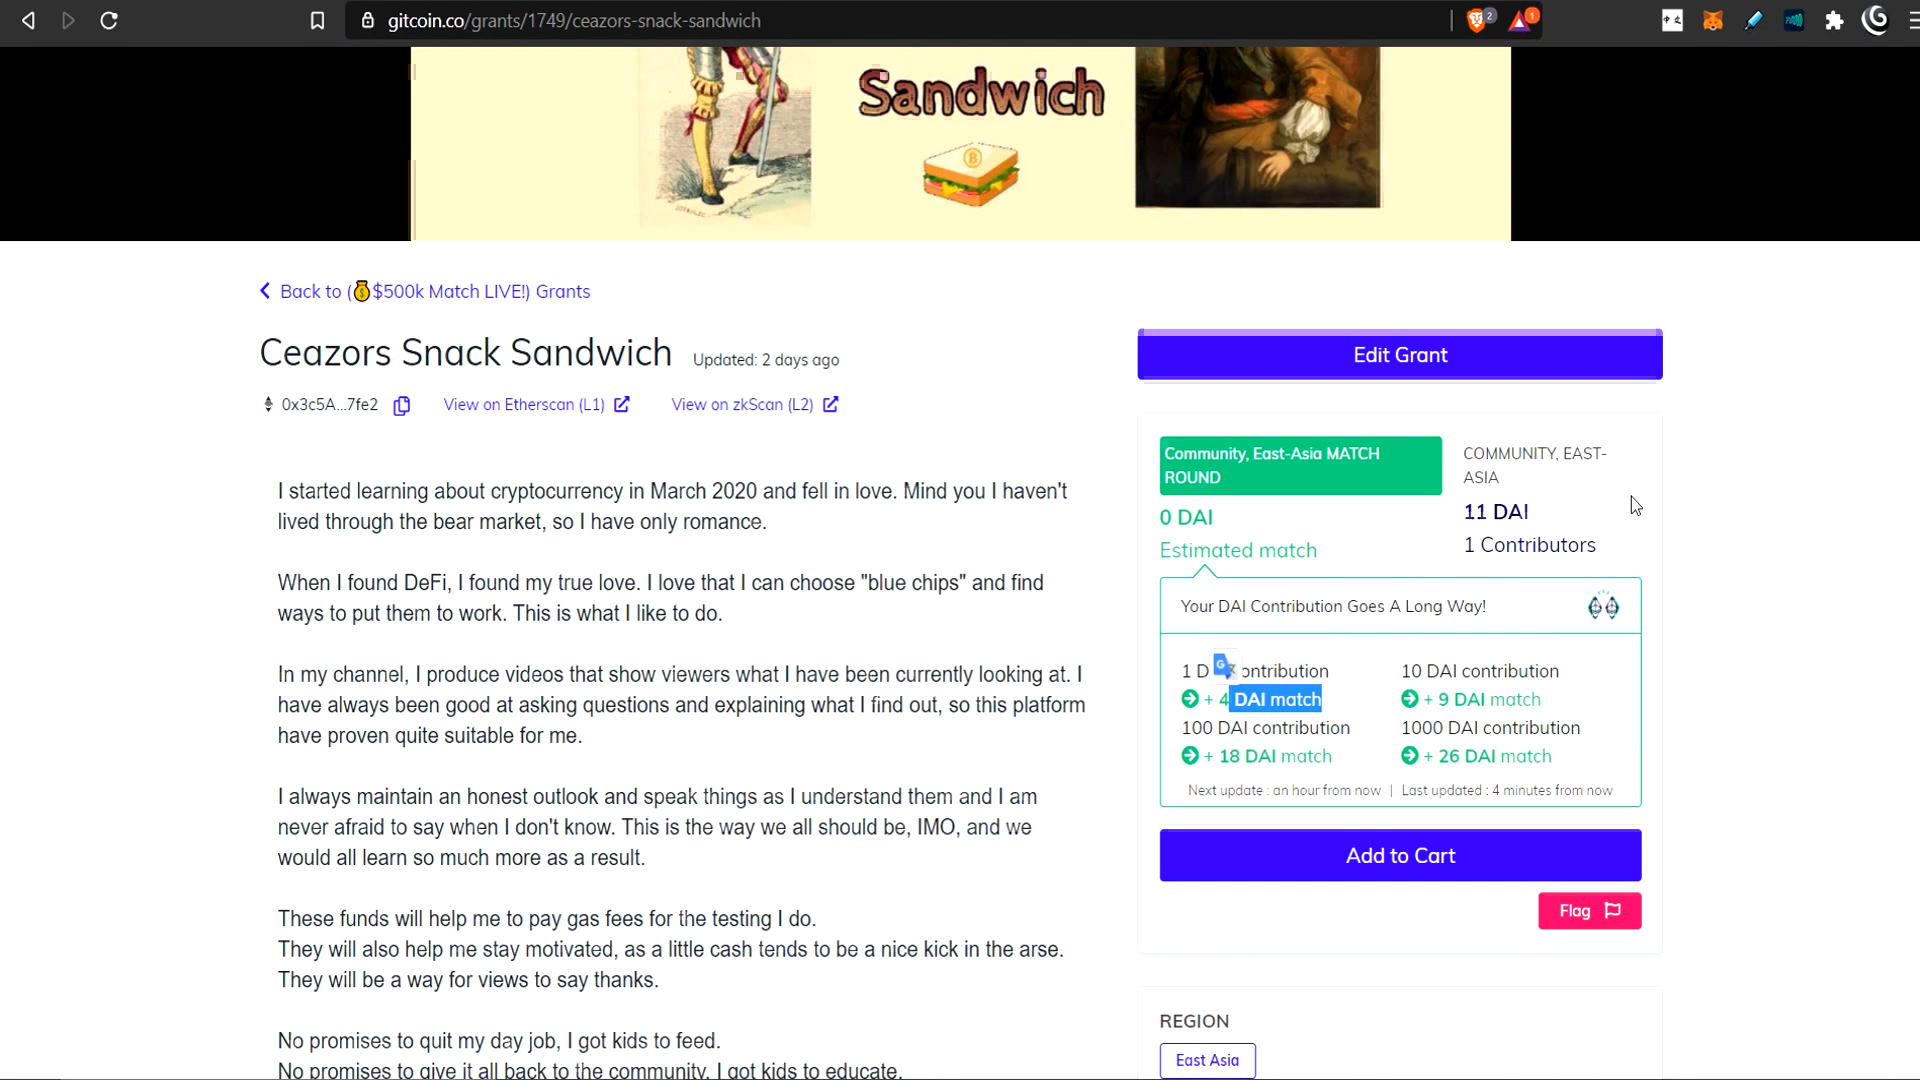 gitcoin.co/grants/1749/ceazors-snack-sandwich
2
1
Sandwich
Back to (💰$500k Match LIVE!) Grants
Ceazors Snack Sandwich Updated: 2 days ago
0x3c5A...7fe2 View on Etherscan (L1) View on zkScan (L2)
I started learning about cryptocurrency in March 2020 and fell in love. Mind you I haven't
lived through the bear market, so I have only romance.
When I found DeFi, I found my true love. I love that I can choose "blue chips" and find
ways to put them to work. This is what I like to do.
In my channel, I produce videos that show viewers what I have been currently looking at. I
have always been good at asking questions and explaining what I find out, so this platform
have proven quite suitable for me.
I always maintain an honest outlook and speak things as I understand them and I am
never afraid to say when I don't know. This is the way we all should be, IMO, and we
would all learn so much more as a result.
These funds will help me to pay gas fees for the testing I do.
They will also help me stay motivated, as a little cash tends to be a nice kick in the arse.
They will be a way for views to say thanks.
No promises to quit my day job, I got kids to feed.
No promises to give it all back to the community, I got kids to educate.
Edit Grant
Community, East-Asia MATCH
ROUND
0 DAI
Estimated match
COMMUNITY, EAST-
ASIA
11 DAI
1 Contributors
Your DAI Contribution Goes A Long Way!
1 D ontribution
+ 4 DAI match
10 DAI contribution
+ 9 DAI match
100 DAI contribution
+ 18 DAI match
1000 DAI contribution
+ 26 DAI match
Next update : an hour from now | Last updated : 4 minutes from now
Add to Cart
Flag
REGION
East Asia